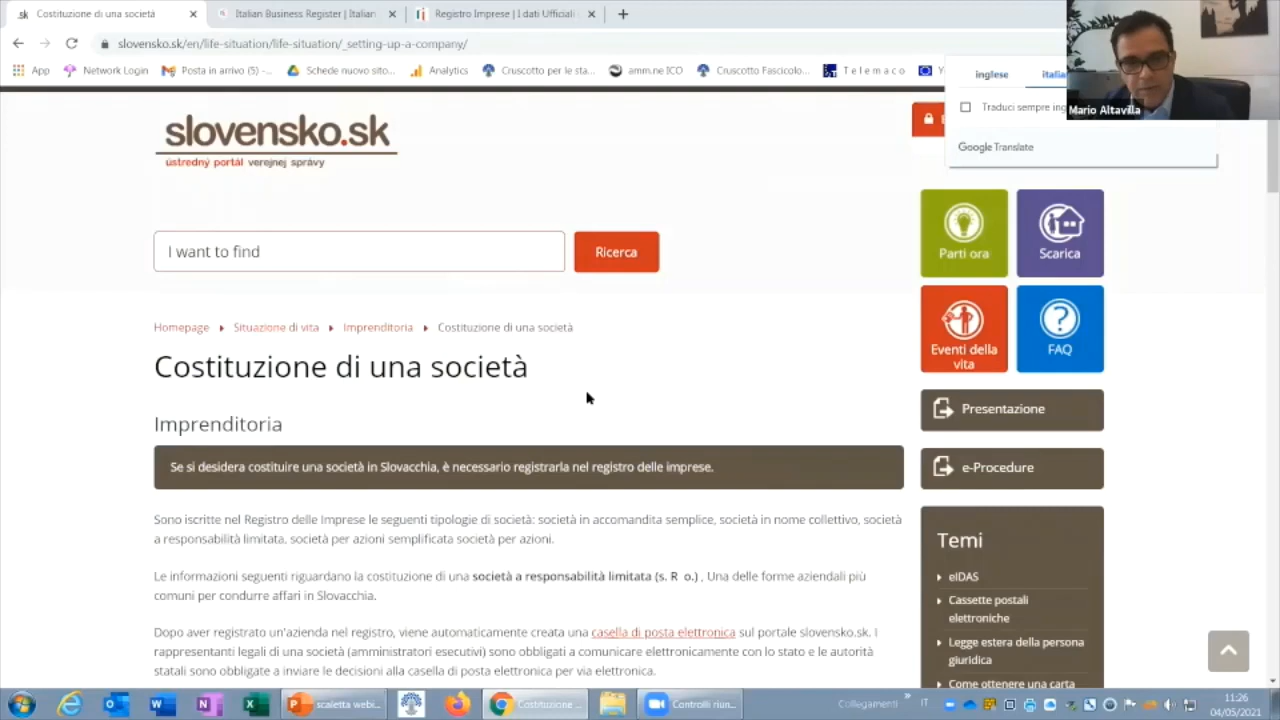 .sk Costituzione di una società
Italian Business Register | Italian
Registro Imprese | I dati Ufficiali
slovensko.sk/en/life-situation/life-situation/_setting-up-a-company/
App
Network Login
Posta in arrivo (5) -...
Schede nuovo sito...
Analytics
Cruscotto per le sta...
amm.ne ICO
Cruscotto Fascicolo...
T e l e m a c o
inglese
italia
Traduci sempre ing
Google Translate
Mario Altavilla
slovensko.sk
ústredný portál verejnej správy
I want to find
Ricerca
Parti ora
Scarica
Eventi della
vita
FAQ
Homepage
Situazione di vita
Imprenditoria
Costituzione di una società
Costituzione di una società
Imprenditoria
Se si desidera costituire una società in Slovacchia, è necessario registrarla nel registro delle imprese.
Sono iscritte nel Registro delle Imprese le seguenti tipologie di società: società in accomandita semplice, società in nome collettivo, società
a responsabilità limitata, società per azioni semplificata società per azioni.
Le informazioni seguenti riguardano la costituzione di una società a responsabilità limitata (s. R o.) , Una delle forme aziendali più
comuni per condurre affari in Slovacchia.
Dopo aver registrato un'azienda nel registro, viene automaticamente creata una casella di posta elettronica sul portale slovensko.sk. I
rappresentanti legali di una società (amministratori esecutivi) sono obbligati a comunicare elettronicamente con lo stato e le autorità
statali sono obbligate a inviare le decisioni alla casella di posta elettronica per via elettronica.
Presentazione
e-Procedure
Temi
eIDAS
Cassette postali
elettroniche
Legge estera della persona
giuridica
Come ottenere una carta
scaletta webi...
Costituzione ...
Controlli riun...
Collegamenti
»
IT
11:26
04/05/2021